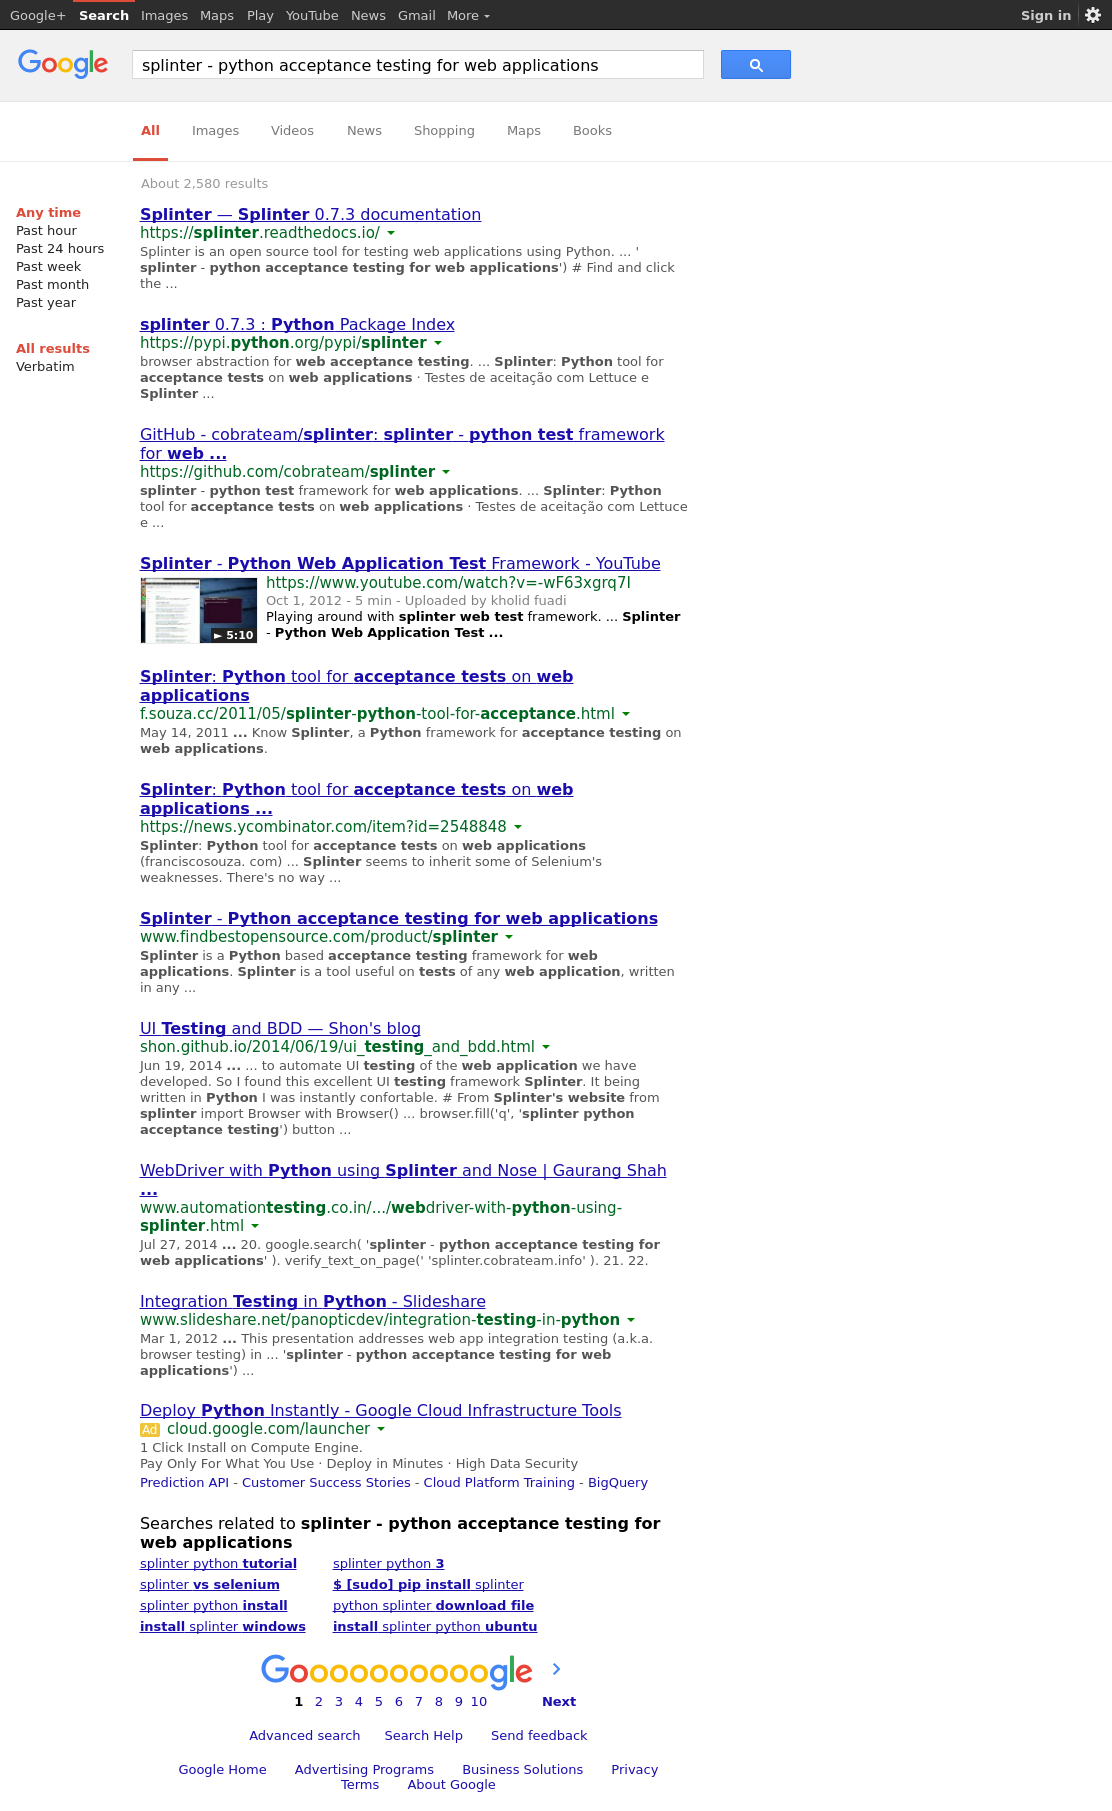 Google+ Search Images Maps Play YouTube News Gmail More Sign in
Google splinter - python acceptance testing for web applications
All Images Videos News Shopping Maps Books
About 2,580 results
Any time
Past hour
Past 24 hours
Past week
Past month
Past year
All results
Verbatim
Splinter — Splinter 0.7.3 documentation
https://splinter.readthedocs.io/
Splinter is an open source tool for testing web applications using Python. ... '
splinter - python acceptance testing for web applications') # Find and click
the ...
splinter 0.7.3 : Python Package Index
https://pypi.python.org/pypi/splinter
browser abstraction for web acceptance testing. ... Splinter: Python tool for
acceptance tests on web applications · Testes de aceitação com Lettuce e
Splinter ...
GitHub - cobrateam/splinter: splinter - python test framework
for web ...
https://github.com/cobrateam/splinter
splinter - python test framework for web applications. ... Splinter: Python
tool for acceptance tests on web applications · Testes de aceitação com Lettuce
e ...
Splinter - Python Web Application Test Framework - YouTube
https://www.youtube.com/watch?v=-wF63xgrq7I
Oct 1, 2012 - 5 min - Uploaded by kholid fuadi
Playing around with splinter web test framework. ... Splinter
- Python Web Application Test ...
► 5:10
Splinter: Python tool for acceptance tests on web
applications
f.souza.cc/2011/05/splinter-python-tool-for-acceptance.html
May 14, 2011 ... Know Splinter, a Python framework for acceptance testing on
web applications.
Splinter: Python tool for acceptance tests on web
applications ...
https://news.ycombinator.com/item?id=2548848
Splinter: Python tool for acceptance tests on web applications
(franciscosouza. com) ... Splinter seems to inherit some of Selenium's
weaknesses. There's no way ...
Splinter - Python acceptance testing for web applications
www.findbestopensource.com/product/splinter
Splinter is a Python based acceptance testing framework for web
applications. Splinter is a tool useful on tests of any web application, written
in any ...
UI Testing and BDD — Shon's blog
shon.github.io/2014/06/19/ui_testing_and_bdd.html
Jun 19, 2014 ... ... to automate UI testing of the web application we have
developed. So I found this excellent UI testing framework Splinter. It being
written in Python I was instantly confortable. # From Splinter's website from
splinter import Browser with Browser() ... browser.fill('q', 'splinter python
acceptance testing') button ...
WebDriver with Python using Splinter and Nose | Gaurang Shah
...
www.automationtesting.co.in/.../webdriver-with-python-using-
splinter.html
Jul 27, 2014 ... 20. google.search( 'splinter - python acceptance testing for
web applications' ). verify_text_on_page(' 'splinter.cobrateam.info' ). 21. 22.
Integration Testing in Python - Slideshare
www.slideshare.net/panopticdev/integration-testing-in-python
Mar 1, 2012 ... This presentation addresses web app integration testing (a.k.a.
browser testing) in ... 'splinter - python acceptance testing for web
applications') ...
Deploy Python Instantly - Google Cloud Infrastructure Tools
Ad cloud.google.com/launcher
1 Click Install on Compute Engine.
Pay Only For What You Use · Deploy in Minutes · High Data Security
Prediction API - Customer Success Stories - Cloud Platform Training - BigQuery
Searches related to splinter - python acceptance testing for
web applications
splinter python tutorial splinter python 3
splinter vs selenium $ [sudo] pip install splinter
splinter python install python splinter download file
install splinter windows install splinter python ubuntu
Goooooooooogle
1 2 3 4 5 6 7 8 9 10 Next
Advanced search Search Help Send feedback
Google Home Advertising Programs Business Solutions Privacy
Terms About Google